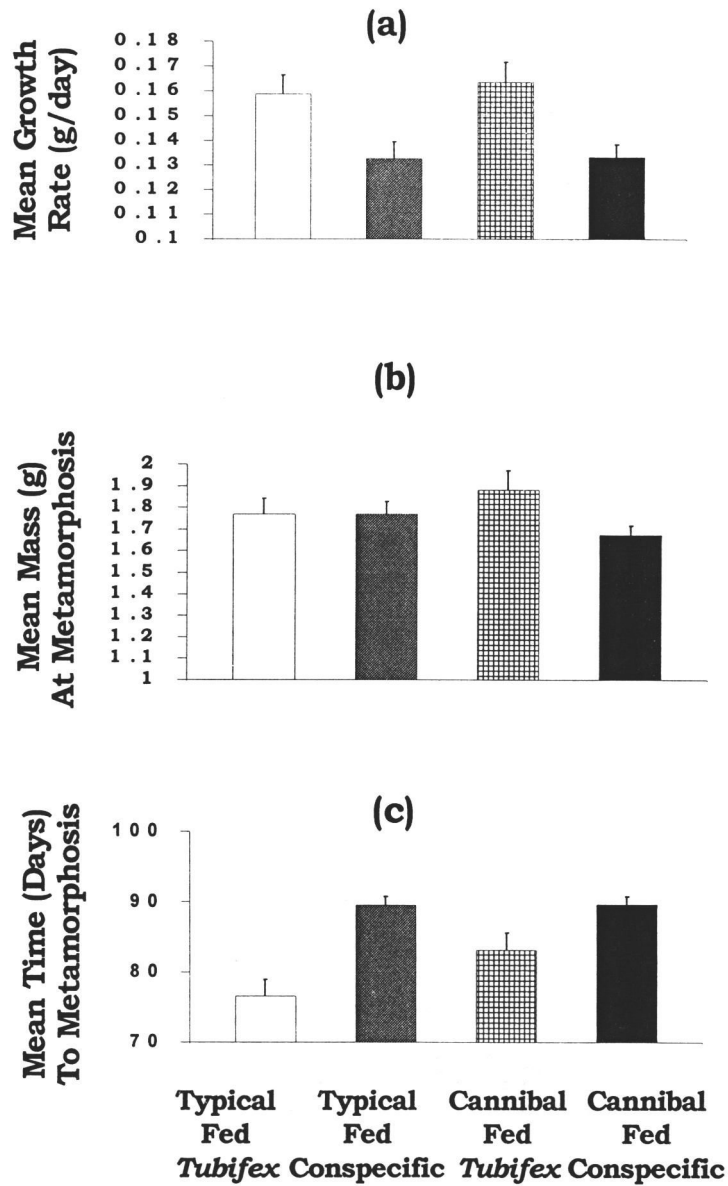 (a)
Mean Growth
Rate (g/day)
0.18
0.17
0.16
0.14
0.13
0.12
0.11
0.1
(b)
Mean Mass (g)
At Metamorphosis
2
1.9
1.8
1.7
1.6
1.5
1.4
1.3
1.2
1.1
1
(c)
Mean Time (Days)
To Metamorphosis
100
90
80
70
Typical Typical Cannibal Cannibal
Fed Fed Fed Fed
Tubifex Conspecific Tubifex Conspecific